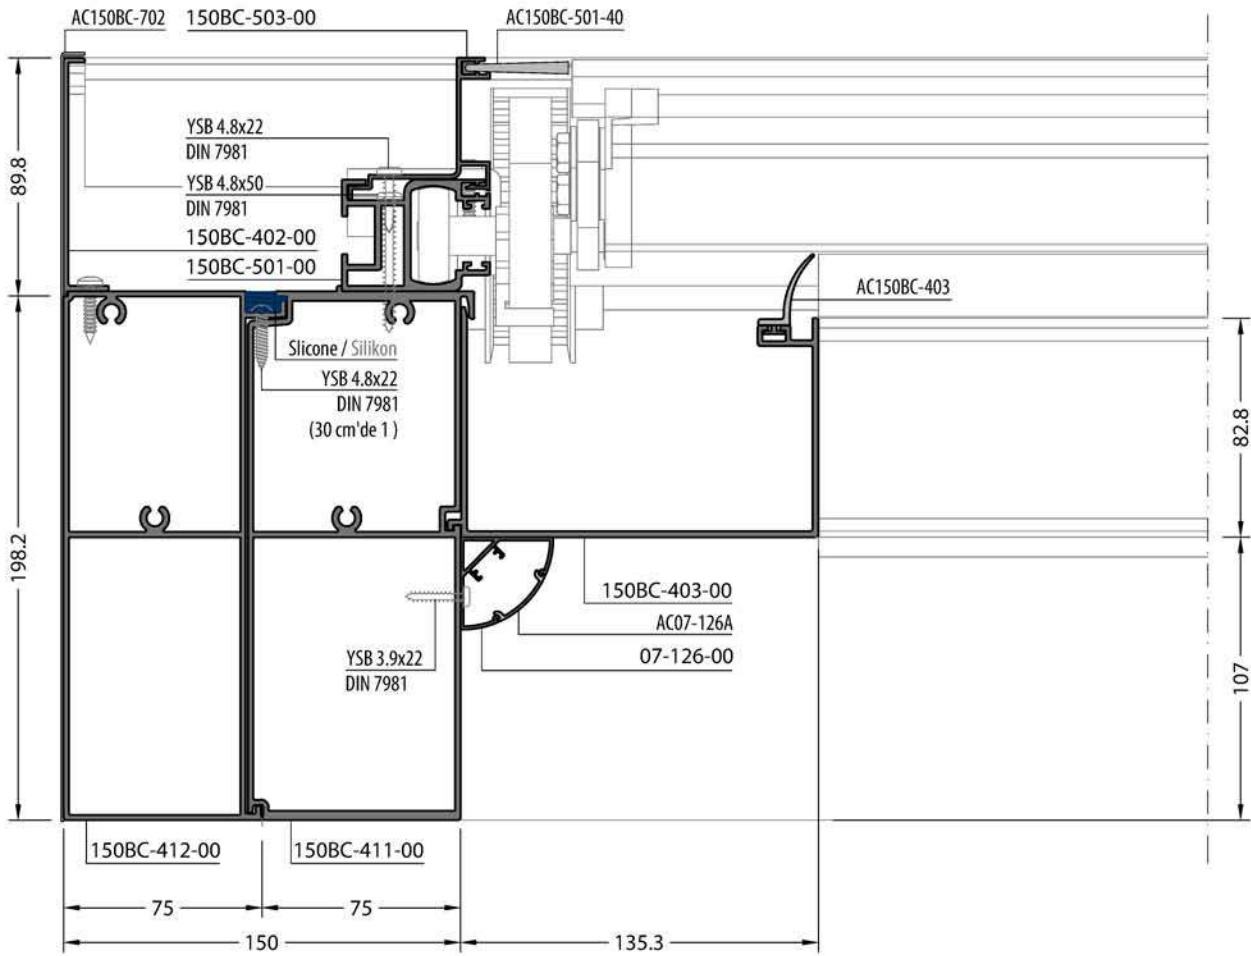 AC150BC-702
150BC-503-00
AC150BC-501-40
YSB 4.8x22
DIN 7981
YSB 4.8x50
DIN 7981
150BC-402-00
150BC-501-00
AC150BC-403
Slicone / Silikon
YSB 4.8x22
DIN 7981
(30 cm'de 1 )
89.8
198.2
82.8
107
150BC-403-00
AC07-126A
07-126-00
YSB 3.9x22
DIN 7981
150BC-412-00
150BC-411-00
75
75
150
135.3